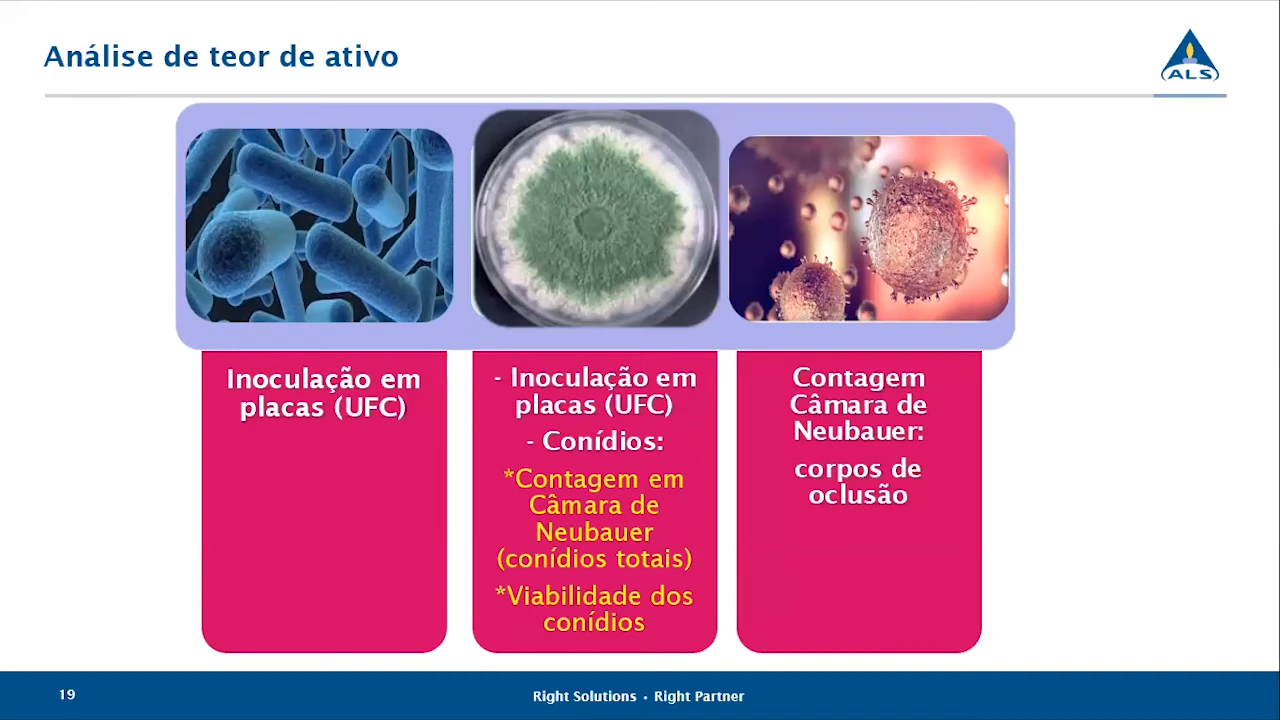 Análise de teor de ativo
ALS
Inoculação em
placas (UFC)
- Inoculação em
placas (UFC)
- Conídios:
*Contagem em
Câmara de
Neubauer
(conídios totais)
*Viabilidade dos
conídios
Contagem
Câmara de
Neubauer:
corpos de
oclusão
19
Right Solutions • Right Partner